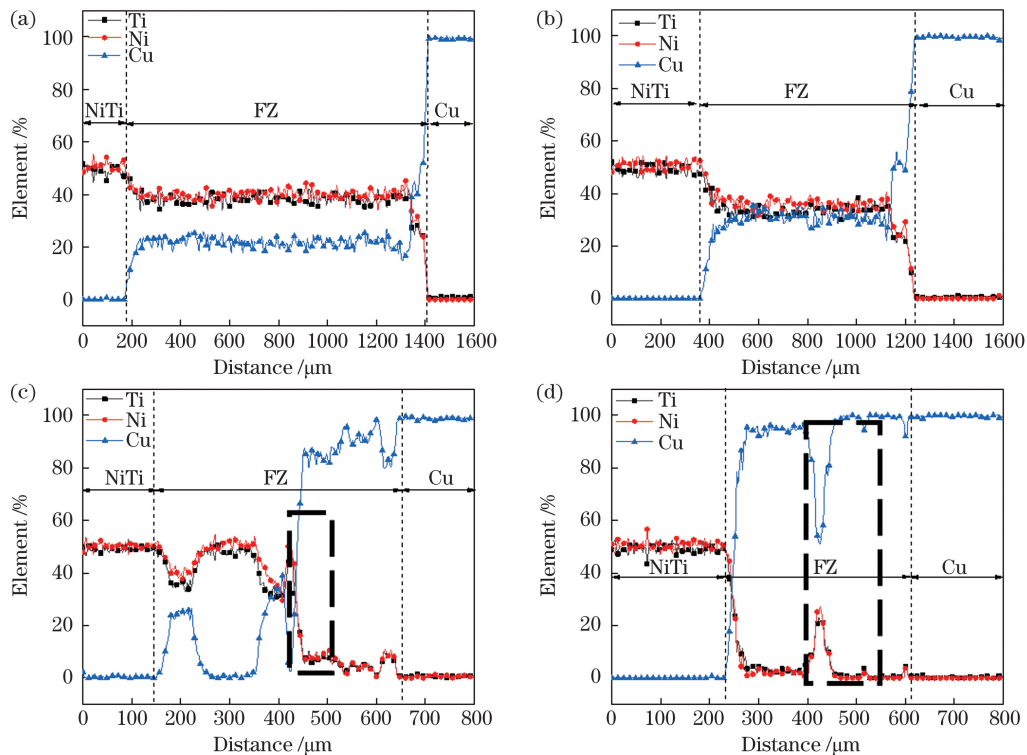 (a)
Ti
Ni
Cu
NiTi
FZ
Cu
Element /%
100
80
60
40
20
0
0 200 400 600 800 1000 1200 1400 1600
Distance /μm
(b)
Ti
Ni
Cu
NiTi
FZ
Cu
Element /%
100
80
60
40
20
0
0 200 400 600 800 1000 1200 1400 1600
Distance /μm
(c)
Ti
Ni
Cu
NiTi
FZ
Cu
Element /%
100
80
60
40
20
0
0 100 200 300 400 500 600 700 800
Distance /μm
(d)
Ti
Ni
Cu
NiTi
FZ
Cu
Element /%
100
80
60
40
20
0
0 100 200 300 400 500 600 700 800
Distance /μm